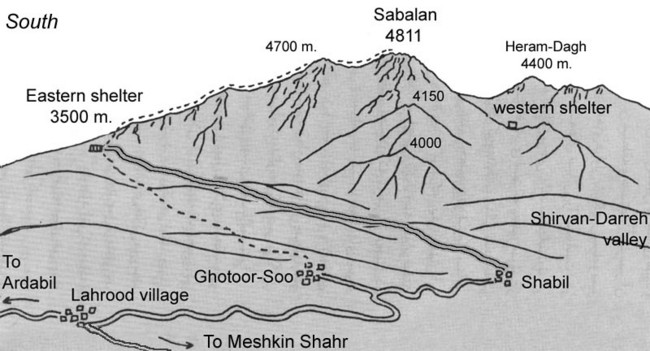 South
Sabalan
4811
4700 m.
Heram-Dagh
4400 m.
Eastern shelter
3500 m.
4150
western shelter
4000
Shirvan-Darreh
valley
To
Ardabil
Ghotoor-Soo
Shabil
Lahrood village
To Meshkin Shahr